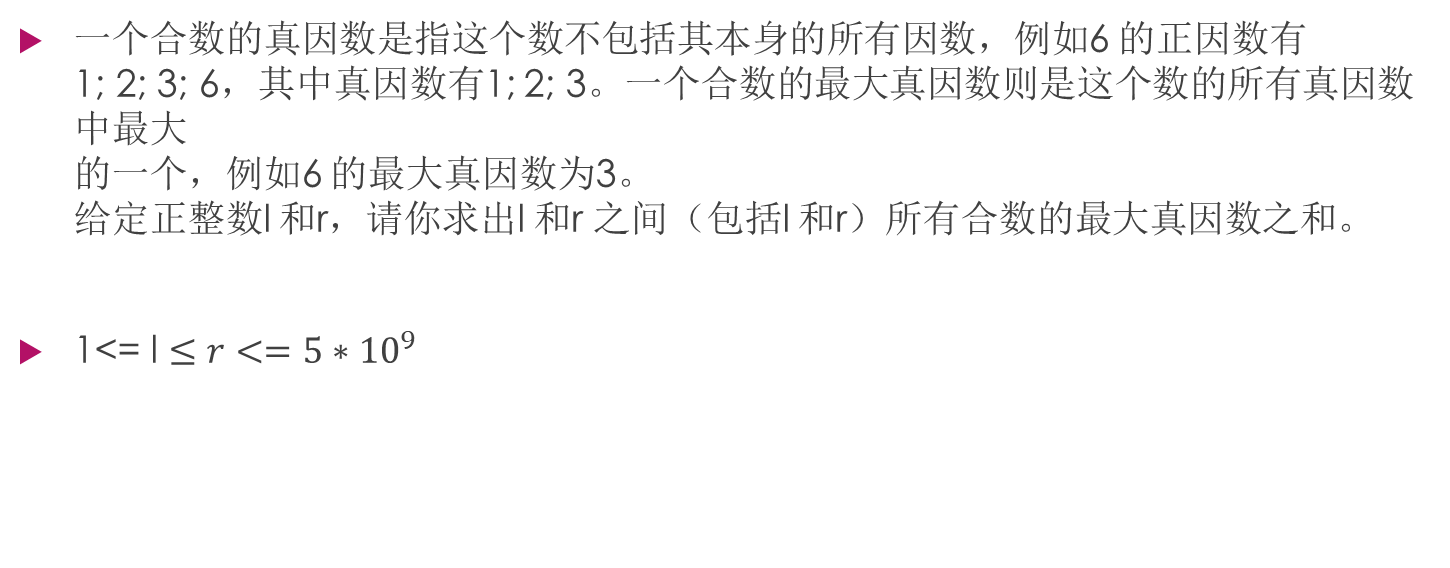 一个合数的真因数是指这个数不包括其本身的所有因数，例如6 的正因数有
1; 2; 3; 6，其中真因数有1; 2; 3。一个合数的最大真因数则是这个数的所有真因数
中最大
的一个，例如6 的最大真因数为3。
给定正整数l 和r，请你求出l 和r 之间（包括l 和r）所有合数的最大真因数之和。
1<= l ≤ r <= 5 * 10⁹